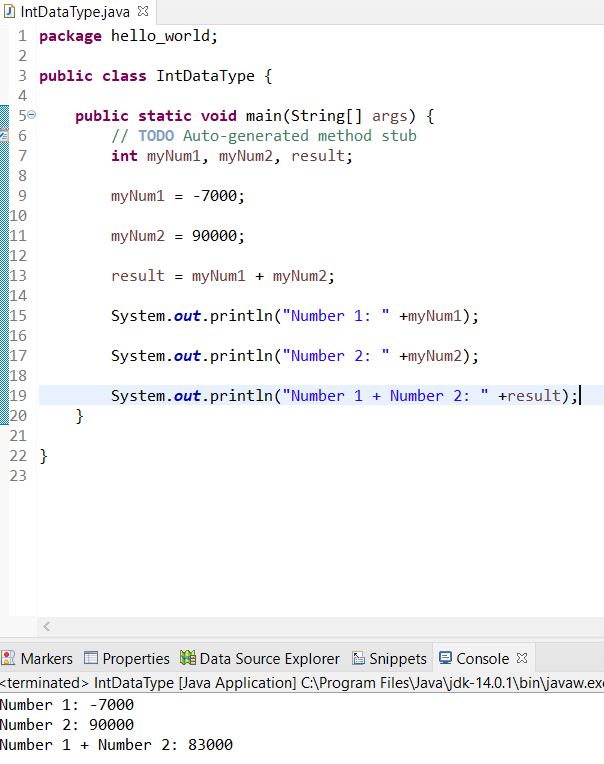 IntDataType.java
1 package hello_world;
2
3 public class IntDataType {
4
5 public static void main(String[] args) {
6 // TODO Auto-generated method stub
7 int myNum1, myNum2, result;
8
9 myNum1 = -7000;
10
11 myNum2 = 90000;
12
13 result = myNum1 + myNum2;
14
15 System.out.println("Number 1: " +myNum1);
16
17 System.out.println("Number 2: " +myNum2);
18
19 System.out.println("Number 1 + Number 2: " +result);
20 }
21
22 }
23
Markers Properties Data Source Explorer Snippets Console
<terminated> IntDataType [Java Application] C:\Program Files\Java\jdk-14.0.1\bin\javaw.exe
Number 1: -7000
Number 2: 90000
Number 1 + Number 2: 83000